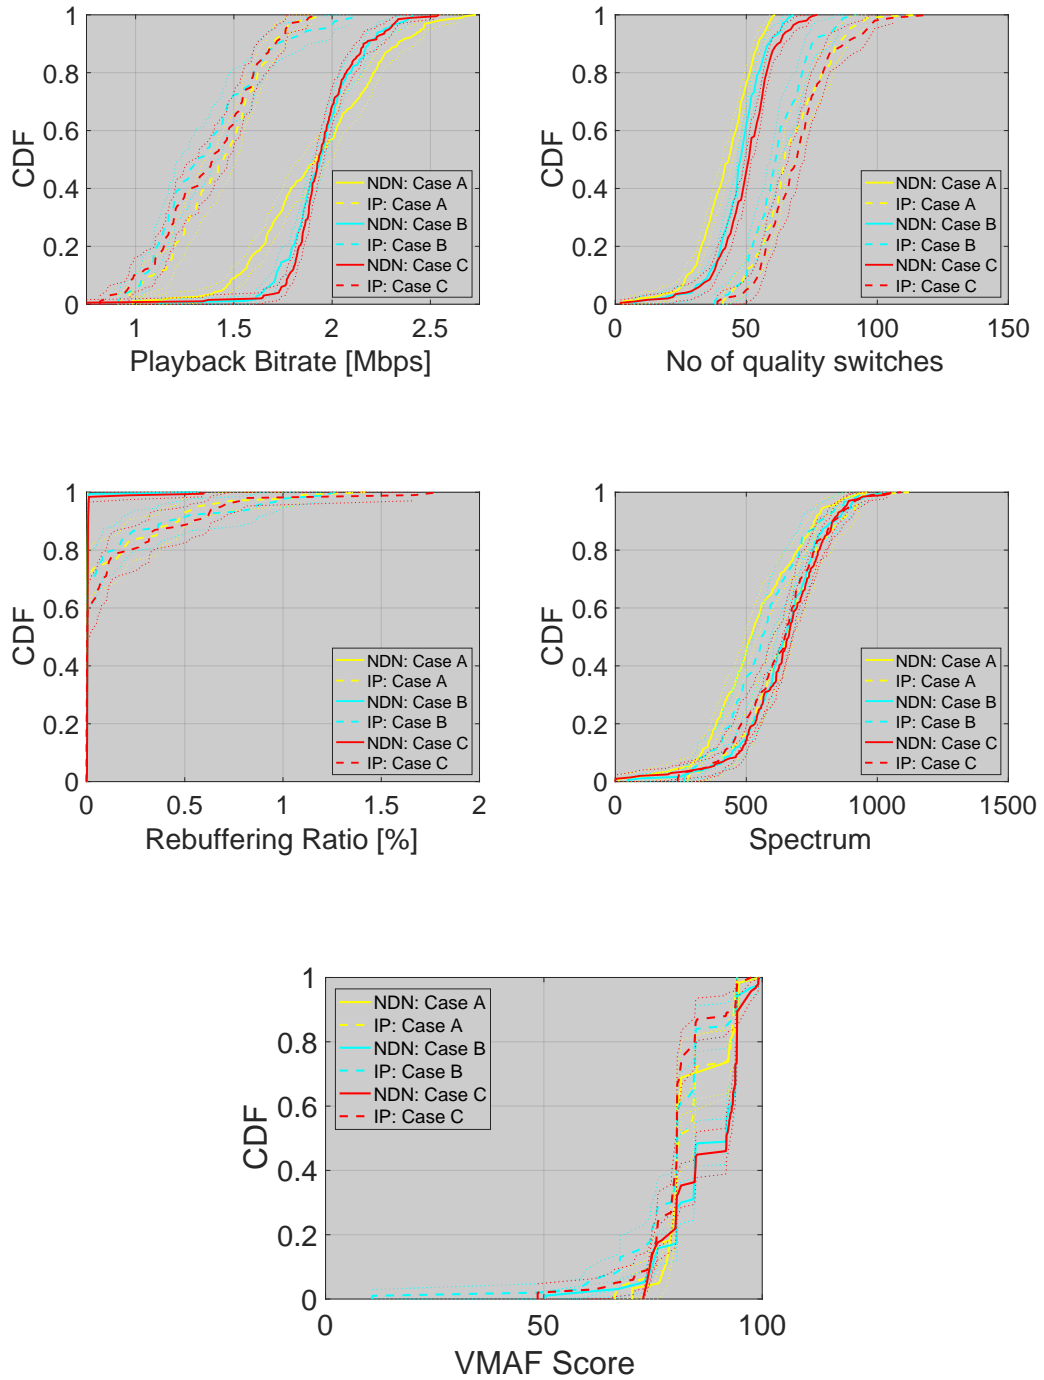 1
0.8
0.6
0.4
0.2
0
CDF
1
1.5
2
2.5
Playback Bitrate [Mbps]
NDN: Case A
IP: Case A
NDN: Case B
IP: Case B
NDN: Case C
IP: Case C
1
0.8
0.6
0.4
0.2
0
CDF
0
50
100
150
No of quality switches
NDN: Case A
IP: Case A
NDN: Case B
IP: Case B
NDN: Case C
IP: Case C
1
0.8
0.6
0.4
0.2
0
CDF
0
0.5
1
1.5
2
Rebuffering Ratio [%]
NDN: Case A
IP: Case A
NDN: Case B
IP: Case B
NDN: Case C
IP: Case C
1
0.8
0.6
0.4
0.2
0
CDF
0
500
1000
1500
Spectrum
NDN: Case A
IP: Case A
NDN: Case B
IP: Case B
NDN: Case C
IP: Case C
1
0.8
0.6
0.4
0.2
0
CDF
0
50
100
VMAF Score
NDN: Case A
IP: Case A
NDN: Case B
IP: Case B
NDN: Case C
IP: Case C